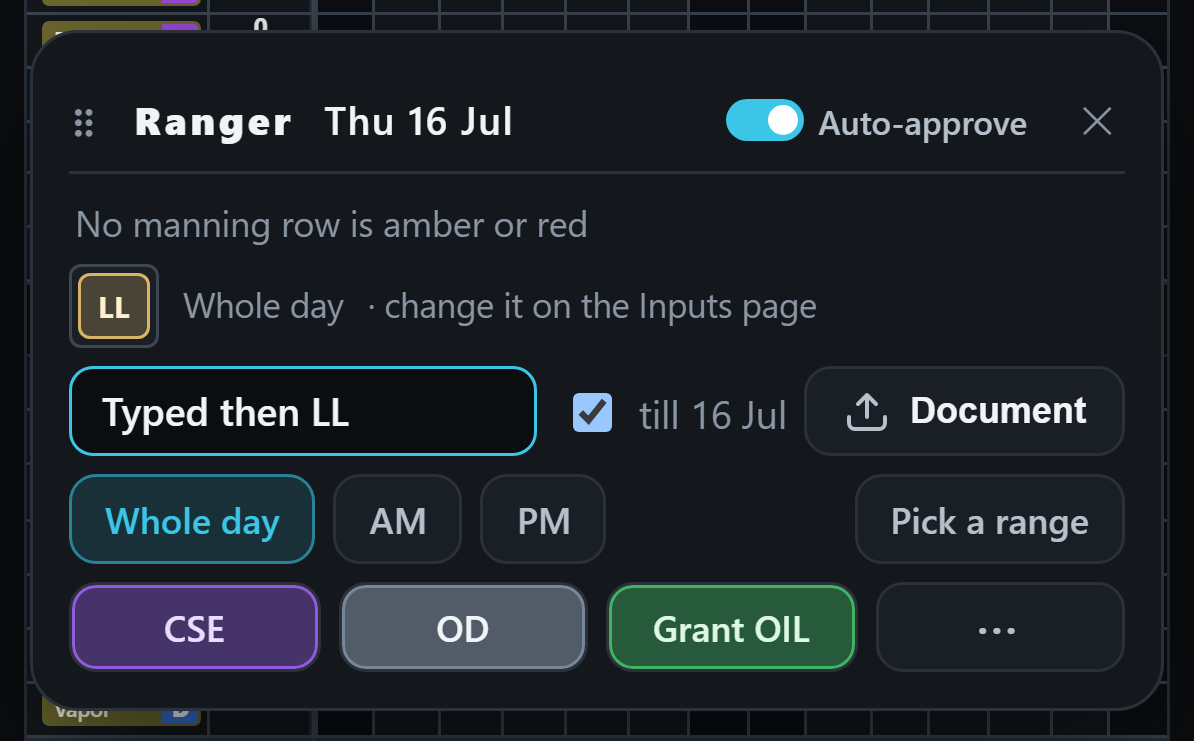 0
Ranger Thu 16 Jul Auto-approve
No manning row is amber or red
LL Whole day · change it on the Inputs page
Typed then LL till 16 Jul Document
Whole day AM PM Pick a range
CSE OD Grant OIL ...
Vapor